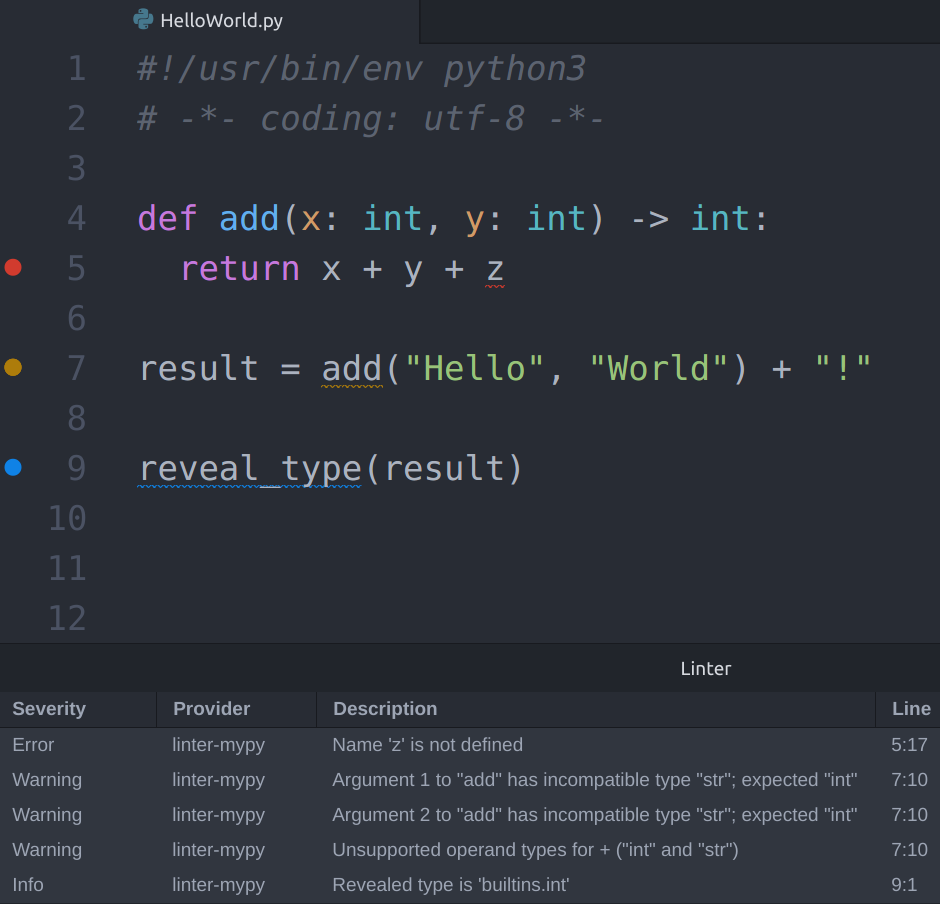 HelloWorld.py
1 #!/usr/bin/env python3
2 # -*- coding: utf-8 -*-
3
4 def add(x: int, y: int) -> int:
5   return x + y + z
6
7 result = add("Hello", "World") + "!"
8
9 reveal_type(result)
10
11
12
Linter
Severity Provider Description Line
Error linter-mypy Name 'z' is not defined 5:17
Warning linter-mypy Argument 1 to "add" has incompatible type "str"; expected "int" 7:10
Warning linter-mypy Argument 2 to "add" has incompatible type "str"; expected "int" 7:10
Warning linter-mypy Unsupported operand types for + ("int" and "str") 7:10
Info linter-mypy Revealed type is 'builtins.int' 9:1